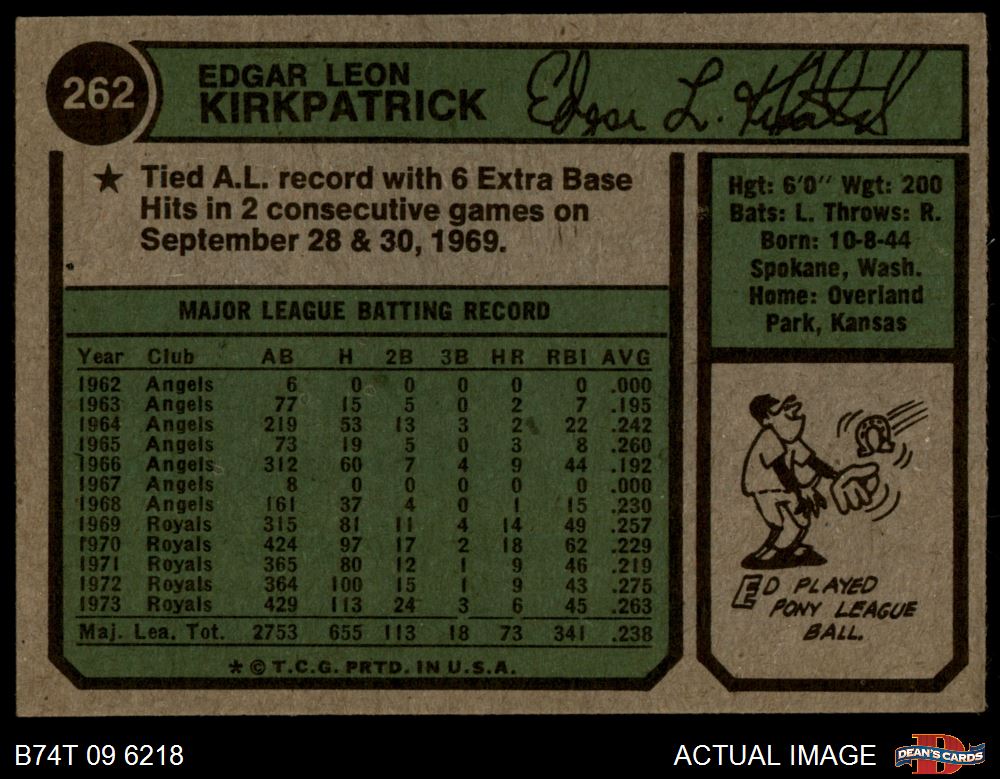 262
EDGAR LEON
KIRKPATRICK
Edgar L. Kirkpatrick
★ Tied A.L. record with 6 Extra Base
Hits in 2 consecutive games on
September 28 & 30, 1969.
Hgt: 6'0" Wgt: 200
Bats: L. Throws: R.
Born: 10-8-44
Spokane, Wash.
Home: Overland
Park, Kansas
MAJOR LEAGUE BATTING RECORD
Year Club AB H 2B 3B HR RBI AVG
1962 Angels 6 0 0 0 0 0 .000
1963 Angels 77 15 5 0 2 7 .195
1964 Angels 219 53 13 3 2 22 .242
1965 Angels 73 19 5 0 3 8 .260
1966 Angels 312 60 7 4 9 44 .192
1967 Angels 8 0 0 0 0 0 .000
1968 Angels 161 37 4 0 1 15 .230
1969 Royals 315 81 11 4 14 49 .257
1970 Royals 424 97 17 2 18 62 .229
1971 Royals 365 80 12 1 9 46 .219
1972 Royals 364 100 15 1 9 43 .275
1973 Royals 429 113 24 3 6 45 .263
Maj. Lea. Tot. 2753 655 113 18 73 341 .238
* © T.C.G. PRTD. IN U.S.A.
ED PLAYED
PONY LEAGUE
BALL.
B74T 09 6218
ACTUAL IMAGE
DEAN'S CARDS